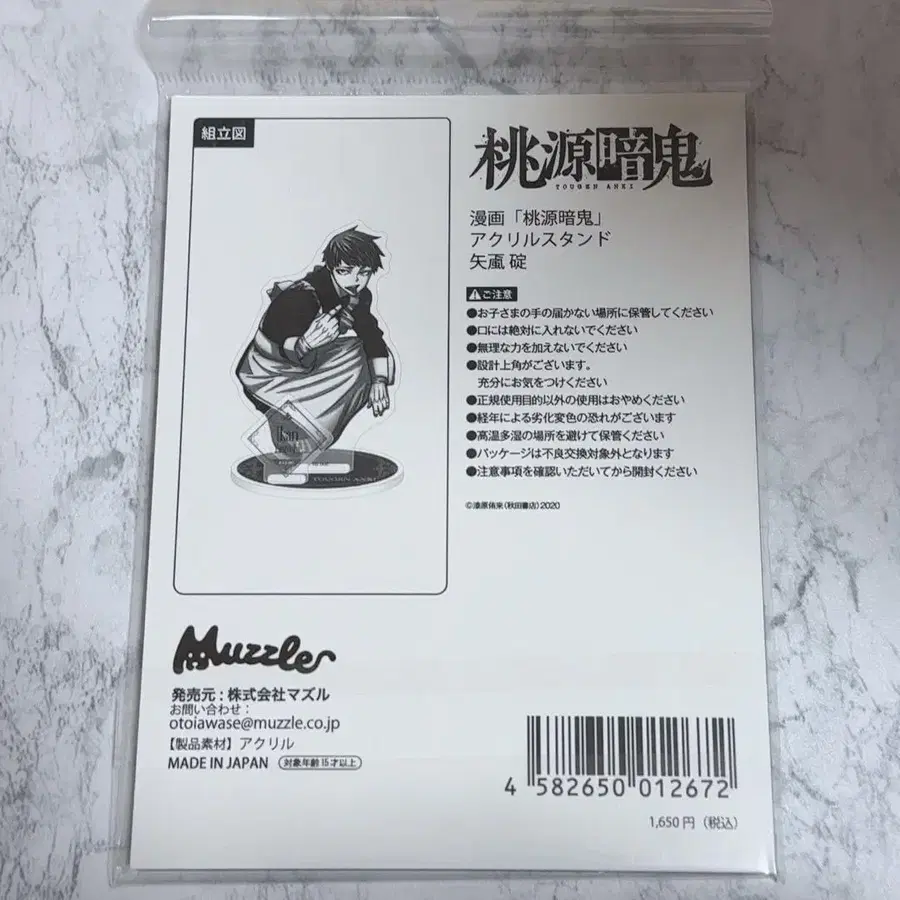 組立図
桃源暗鬼
TOUGEN ANKI
漫画「桃源暗鬼」
アクリルスタンド
矢颪 碇
ご注意
●お子さまの手の届かない場所に保管してください
●口には絶対に入れないでください
●無理な力を加えないでください
●設計上角がございます。
充分にお気をつけください
●正規使用目的以外の使用はおやめください
●経年による劣化変色の恐れがございます
●高温多湿の場所を避けて保管ください
●パッケージは不良交換対象外となります
●注意事項を確認いただいてから開封ください
©漆原侑来(秋田書店)2020
TOUGEN ANKI
Muzzle
発売元:株式会社マズル
お問い合わせ:
otoiawase@muzzle.co.jp
【製品素材】アクリル
MADE IN JAPAN 対象年齢15才以上
4 582650 012672
1,650円(税込)